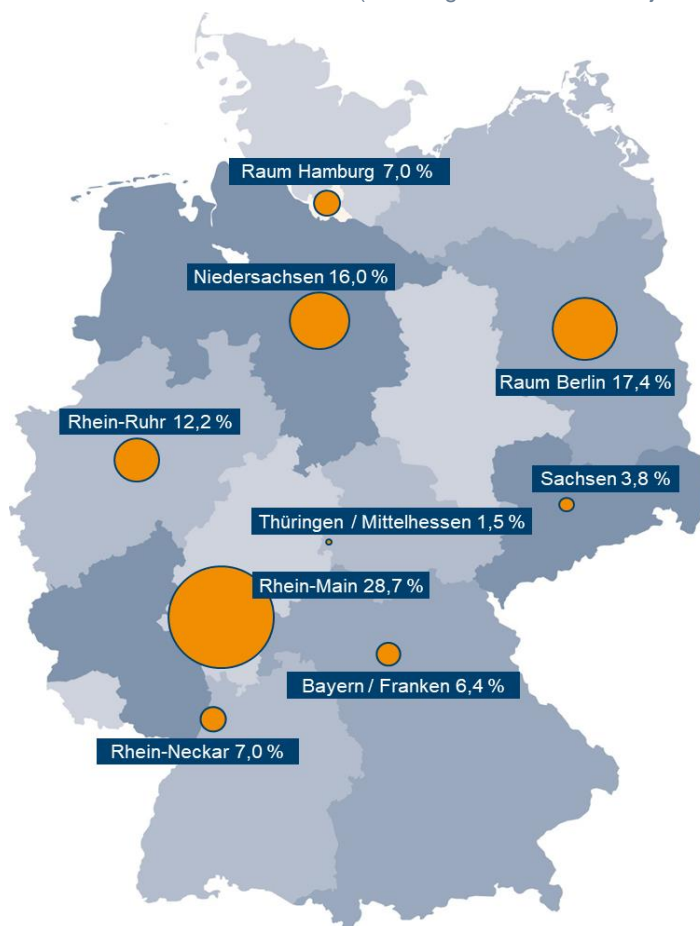 Raum Hamburg 7,0 %
Niedersachsen 16,0 %
Raum Berlin 17,4 %
Rhein-Ruhr 12,2 %
Sachsen 3,8 %
Thüringen / Mittelhessen 1,5 %
Rhein-Main 28,7 %
Bayern / Franken 6,4 %
Rhein-Neckar 7,0 %